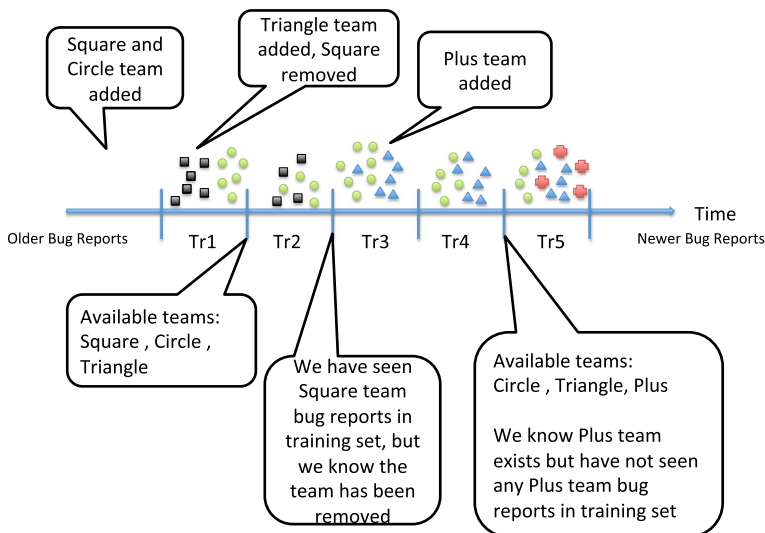 Square and
Circle team
added
Triangle team
added, Square
removed
Plus team
added
Time
Older Bug Reports
Tr1
Tr2
Tr3
Tr4
Tr5
Newer Bug Reports
Available teams:
Square , Circle ,
Triangle
We have seen
Square team
bug reports in
training set, but
we know the
team has been
removed
Available teams:
Circle , Triangle, Plus
We know Plus team
exists but have not seen
any Plus team bug
reports in training set